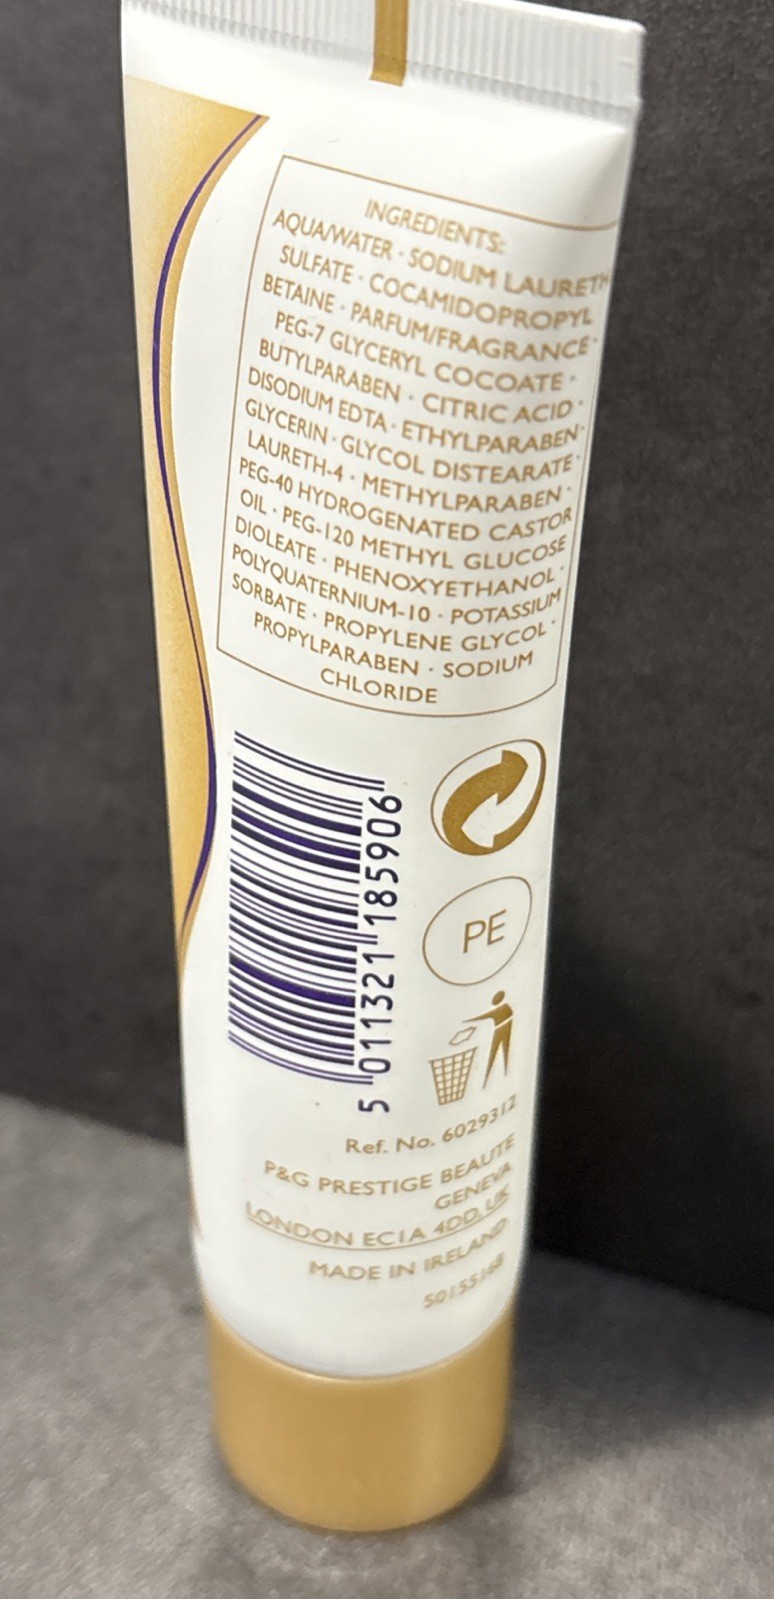 INGREDIENTS:
AQUA/WATER · SODIUM LAURETH
SULFATE · COCAMIDOPROPYL
BETAINE · PARFUM/FRAGRANCE ·
PEG-7 GLYCERYL COCOATE ·
BUTYLPARABEN · CITRIC ACID ·
DISODIUM EDTA · ETHYLPARABEN ·
GLYCERIN · GLYCOL DISTEARATE ·
LAURETH-4 · METHYLPARABEN ·
PEG-40 HYDROGENATED CASTOR
OIL · PEG-120 METHYL GLUCOSE
DIOLEATE · PHENOXYETHANOL ·
POLYQUATERNIUM-10 · POTASSIUM
SORBATE · PROPYLENE GLYCOL ·
PROPYLPARABEN · SODIUM
CHLORIDE
5 011321 185906
PE
Ref. No. 6029312
P&G PRESTIGE BEAUTE
GENEVA
LONDON EC1A 4DD, UK
MADE IN IRELAND